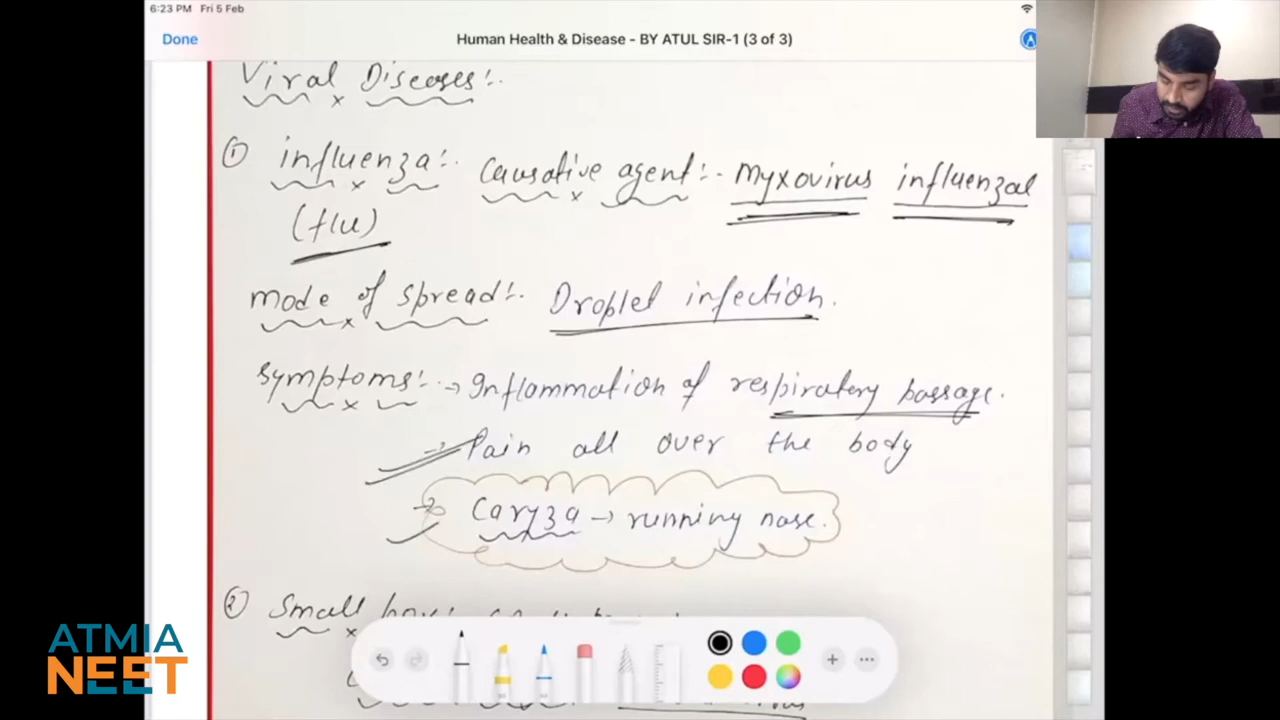 6:23 PM Fri 5 Feb
Done
Human Health & Disease - BY ATUL SIR-1 (3 of 3)
Viral Diseases:-
① influenza:- Causative agent:- Myxovirus influenzal
(flu)
mode of spread:- Droplet infection.
Symptoms:- → Inflammation of respiratory passage.
→ Pain all over the body
→ Caryza → running nose.
② Small
ATMIA
NEET